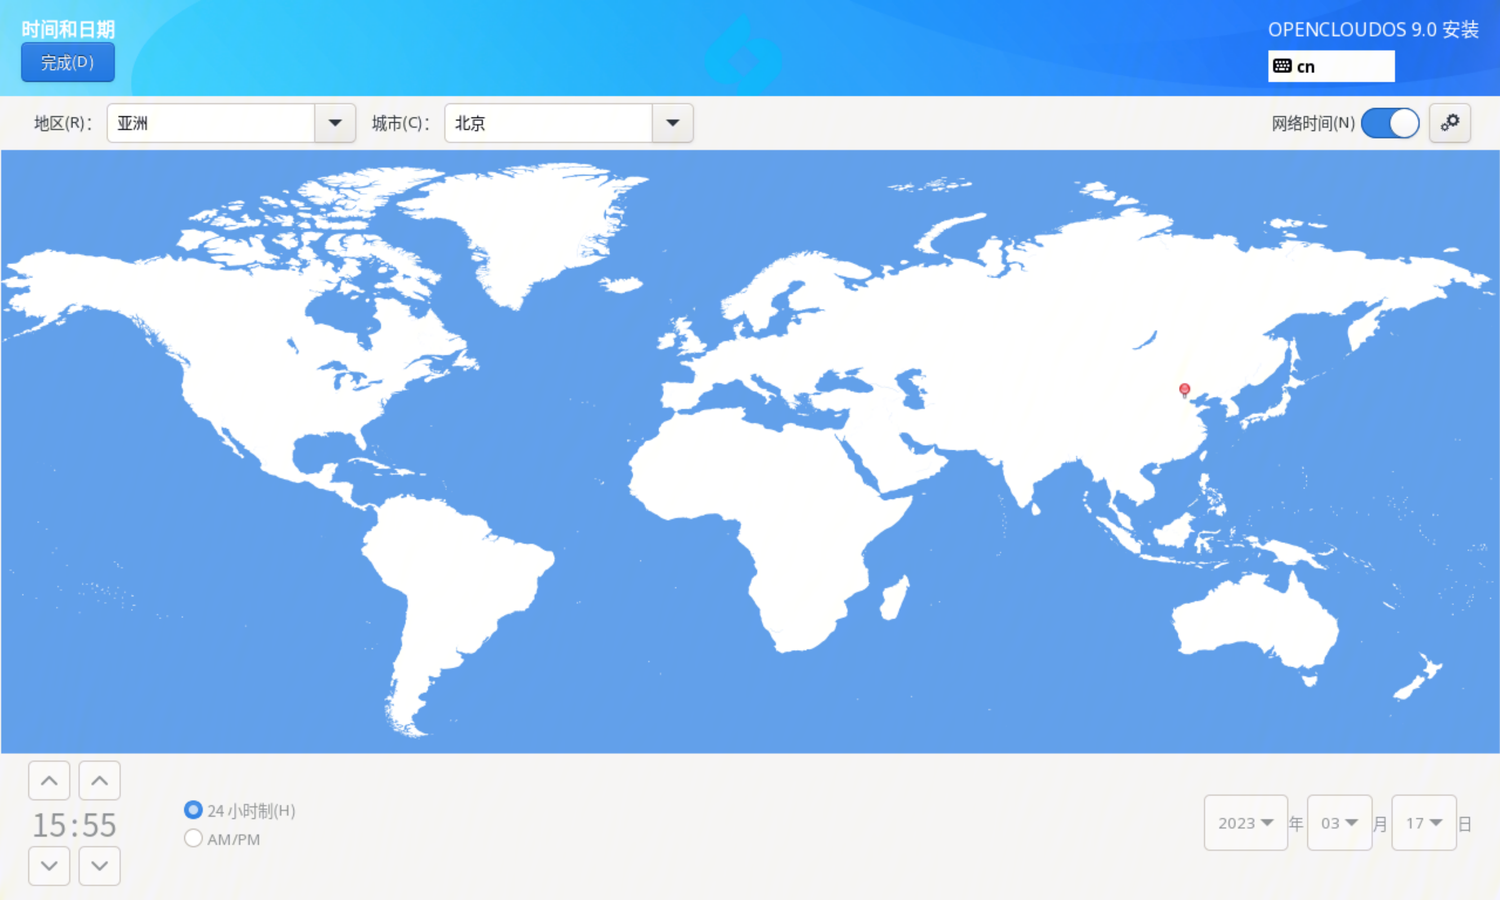 时间和日期
OPENCLOUDOS 9.0 安装
完成(D)
cn
地区(R)： 亚洲 城市(C)： 北京 网络时间(N)
15:55
24 小时制(H)
AM/PM
2023 年 03 月 17 日